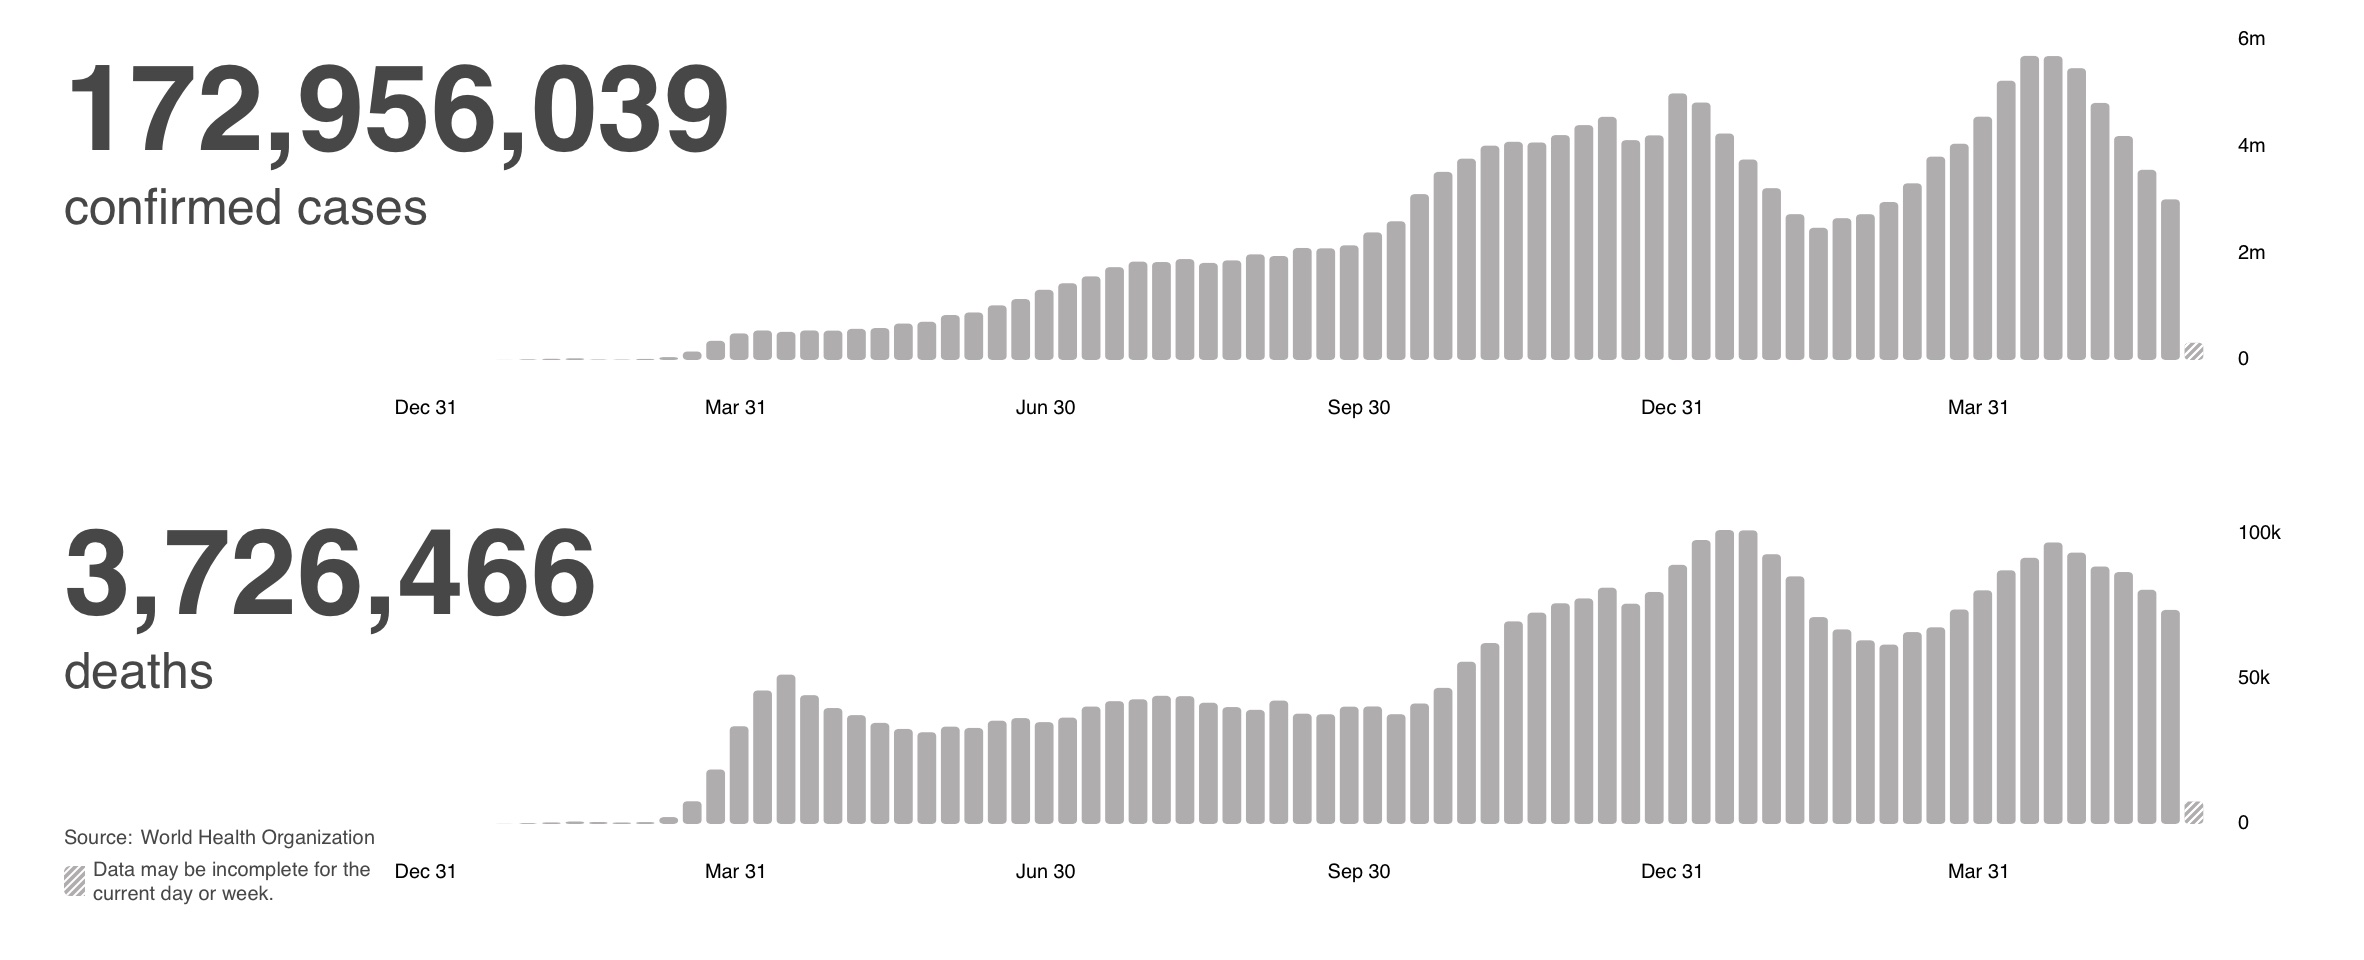 172,956,039
confirmed cases
6m
4m
2m
0
Dec 31 Mar 31 Jun 30 Sep 30 Dec 31 Mar 31
3,726,466
deaths
100k
50k
0
Source: World Health Organization
Data may be incomplete for the
current day or week.
Dec 31 Mar 31 Jun 30 Sep 30 Dec 31 Mar 31